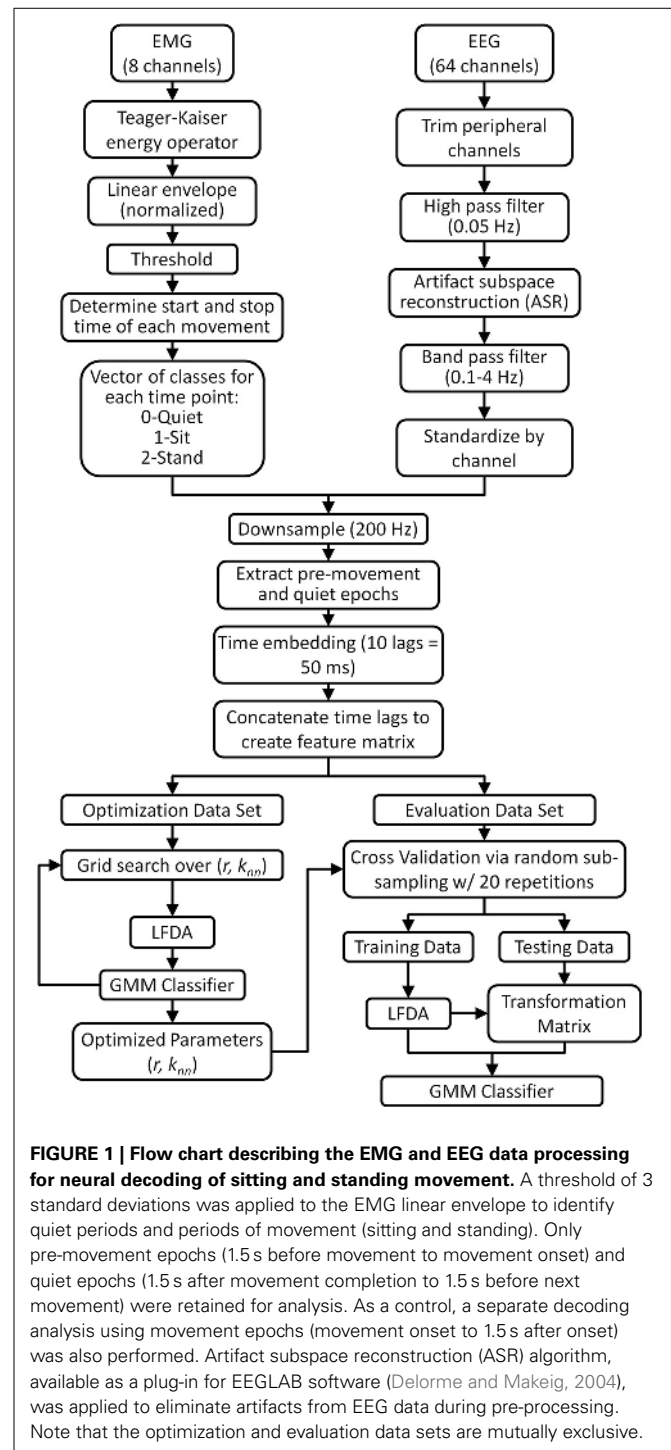 EMG
(8 channels)
Teager-Kaiser
energy operator
Linear envelope
(normalized)
Threshold
Determine start and stop
time of each movement
Vector of classes for
each time point:
0-Quiet
1-Sit
2-Stand
EEG
(64 channels)
Trim peripheral
channels
High pass filter
(0.05 Hz)
Artifact subspace
reconstruction (ASR)
Band pass filter
(0.1-4 Hz)
Standardize by
channel
Downsample (200 Hz)
Extract pre-movement
and quiet epochs
Time embedding (10 lags =
50 ms)
Concatenate time lags to
create feature matrix
Optimization Data Set
Grid search over (r, knn)
LFDA
GMM Classifier
Optimized Parameters
(r, knn)
Evaluation Data Set
Cross Validation via random sub-
sampling w/ 20 repetitions
Training Data
Testing Data
LFDA
Transformation
Matrix
GMM Classifier
FIGURE 1 | Flow chart describing the EMG and EEG data processing
for neural decoding of sitting and standing movement. A threshold of 3
standard deviations was applied to the EMG linear envelope to identify
quiet periods and periods of movement (sitting and standing). Only
pre-movement epochs (1.5 s before movement to movement onset) and
quiet epochs (1.5 s after movement completion to 1.5 s before next
movement) were retained for analysis. As a control, a separate decoding
analysis using movement epochs (movement onset to 1.5 s after onset)
was also performed. Artifact subspace reconstruction (ASR) algorithm,
available as a plug-in for EEGLAB software (Delorme and Makeig, 2004),
was applied to eliminate artifacts from EEG data during pre-processing.
Note that the optimization and evaluation data sets are mutually exclusive.